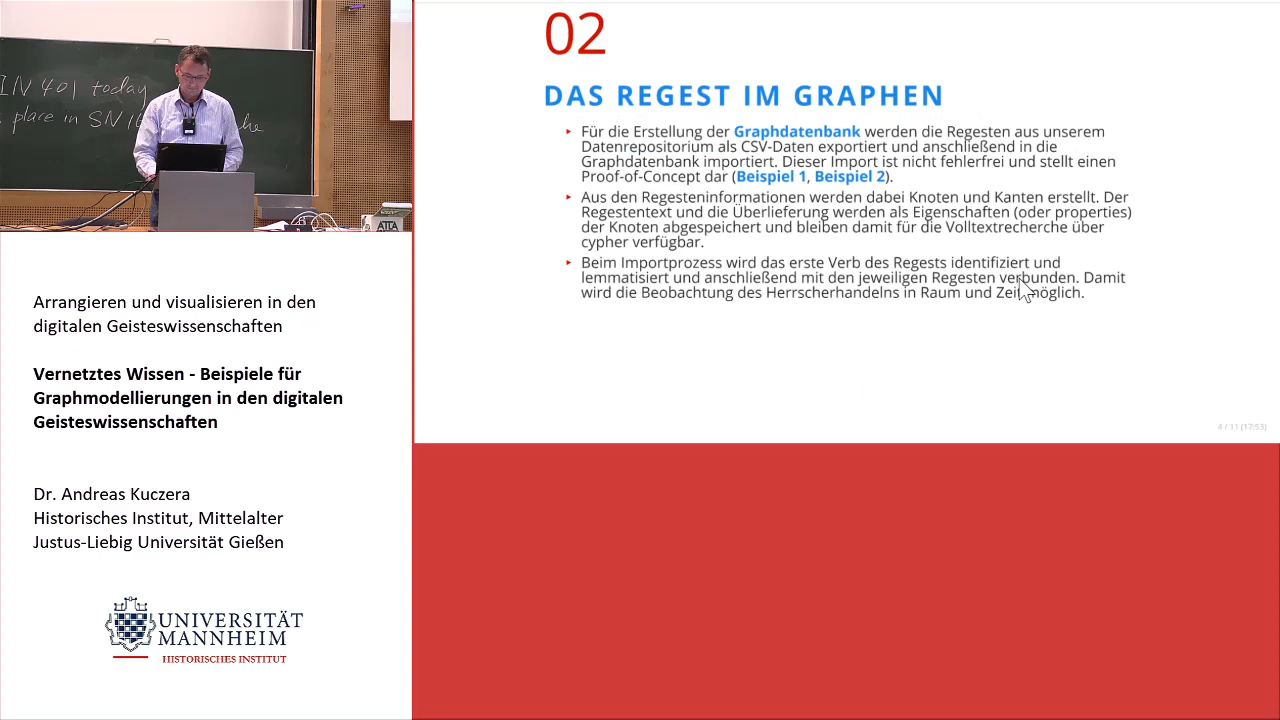 IN 401 today
place in SN
Arrangieren und visualisieren in den
digitalen Geisteswissenschaften
Vernetztes Wissen - Beispiele für
Graphmodellierungen in den digitalen
Geisteswissenschaften
Dr. Andreas Kuczera
Historisches Institut, Mittelalter
Justus-Liebig Universität Gießen
UNIVERSITÄT
MANNHEIM
HISTORISCHES INSTITUT
02
DAS REGEST IM GRAPHEN
Für die Erstellung der Graphdatenbank werden die Regesten aus unserem
Datenrepositorium als CSV-Daten exportiert und anschließend in die
Graphdatenbank importiert. Dieser Import ist nicht fehlerfrei und stellt einen
Proof-of-Concept dar (Beispiel 1, Beispiel 2).
Aus den Regesteninformationen werden dabei Knoten und Kanten erstellt. Der
Regestentext und die Überlieferung werden als Eigenschaften (oder properties)
der Knoten abgespeichert und bleiben damit für die Volltextrecherche über
cypher verfügbar.
Beim Importprozess wird das erste Verb des Regests identifiziert und
lemmatisiert und anschließend mit den jeweiligen Regesten verbunden. Damit
wird die Beobachtung des Herrscherhandelns in Raum und Zeit möglich.
4 / 11 (17:53)